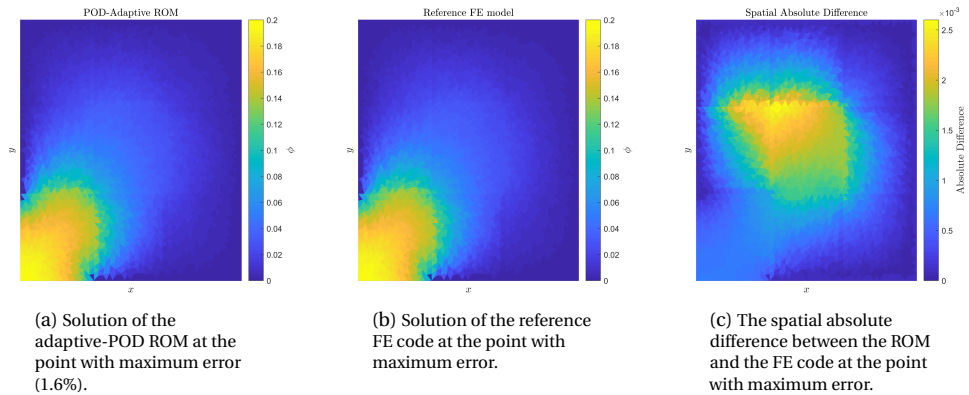 POD-Adaptive ROM
0.2
0.18
0.16
0.14
0.12
0.1
0.08
0.06
0.04
0.02
0
ϕ
y
x
Reference FE model
0.2
0.18
0.16
0.14
0.12
0.1
0.08
0.06
0.04
0.02
0
ϕ
y
x
Spatial Absolute Difference
×10⁻³
2.5
2
1.5
1
0.5
0
Absolute Difference
y
x
(a) Solution of the
adaptive-POD ROM at the
point with maximum error
(1.6%).
(b) Solution of the reference
FE code at the point with
maximum error.
(c) The spatial absolute
difference between the ROM
and the FE code at the point
with maximum error.